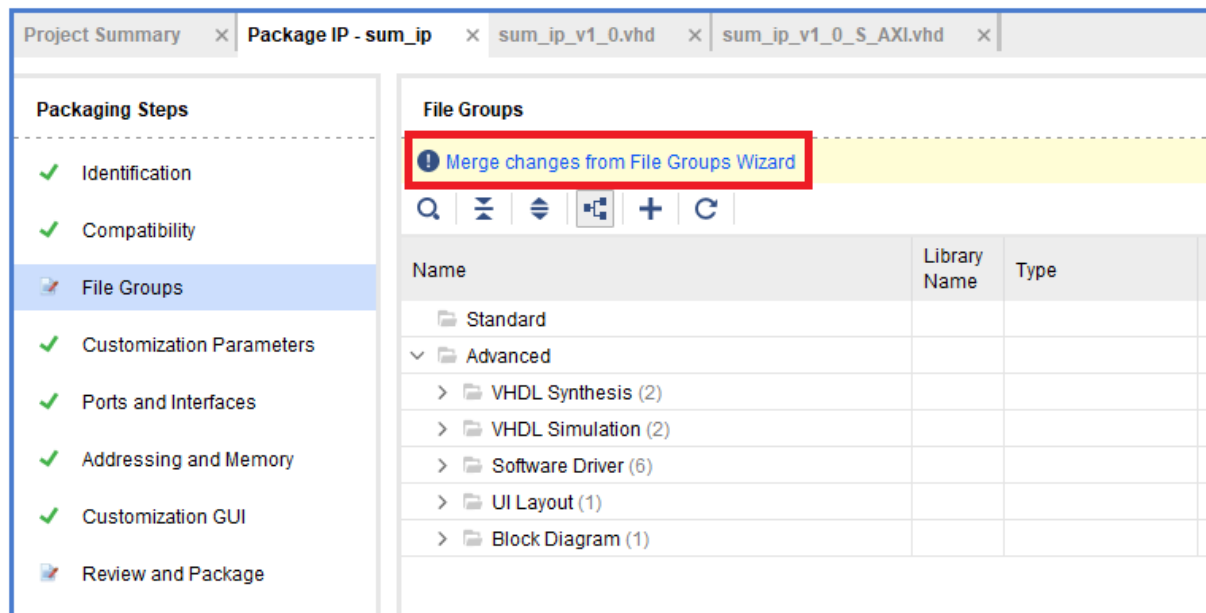 Project Summary × Package IP - sum_ip × sum_ip_v1_0.vhd × sum_ip_v1_0_S_AXI.vhd ×
Packaging Steps
Identification
Compatibility
File Groups
Customization Parameters
Ports and Interfaces
Addressing and Memory
Customization GUI
Review and Package
File Groups
Merge changes from File Groups Wizard
Name Library Name Type
Standard
Advanced
VHDL Synthesis (2)
VHDL Simulation (2)
Software Driver (6)
UI Layout (1)
Block Diagram (1)